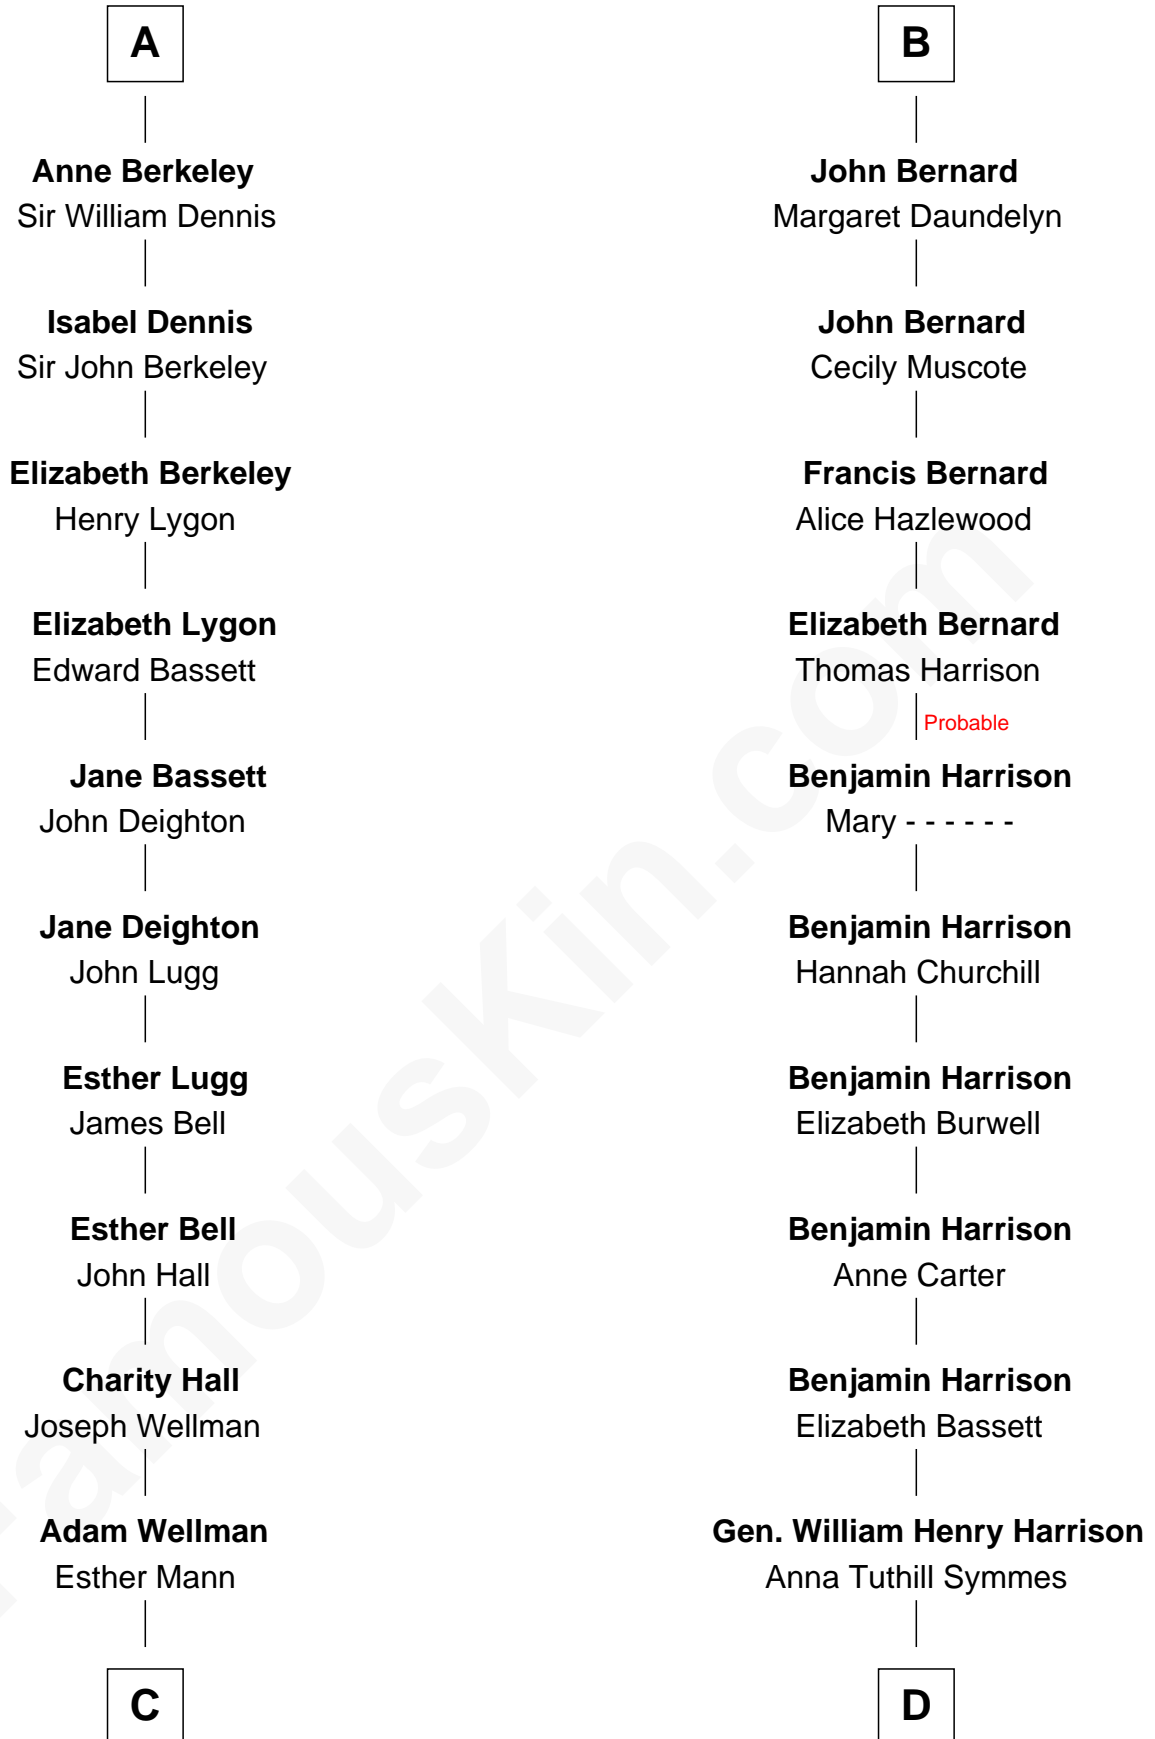 A
Anne Berkeley
Sir William Dennis
Isabel Dennis
Sir John Berkeley
Elizabeth Berkeley
Henry Lygon
Elizabeth Lygon
Edward Bassett
Jane Bassett
John Deighton
Jane Deighton
John Lugg
Esther Lugg
James Bell
Esther Bell
John Hall
Charity Hall
Joseph Wellman
Adam Wellman
Esther Mann
C
B
John Bernard
Margaret Daundelyn
John Bernard
Cecily Muscote
Francis Bernard
Alice Hazlewood
Elizabeth Bernard
Thomas Harrison
Probable
Benjamin Harrison
Mary - - - - - -
Benjamin Harrison
Hannah Churchill
Benjamin Harrison
Elizabeth Burwell
Benjamin Harrison
Anne Carter
Benjamin Harrison
Elizabeth Bassett
Gen. William Henry Harrison
Anna Tuthill Symmes
D
FamousKin.com